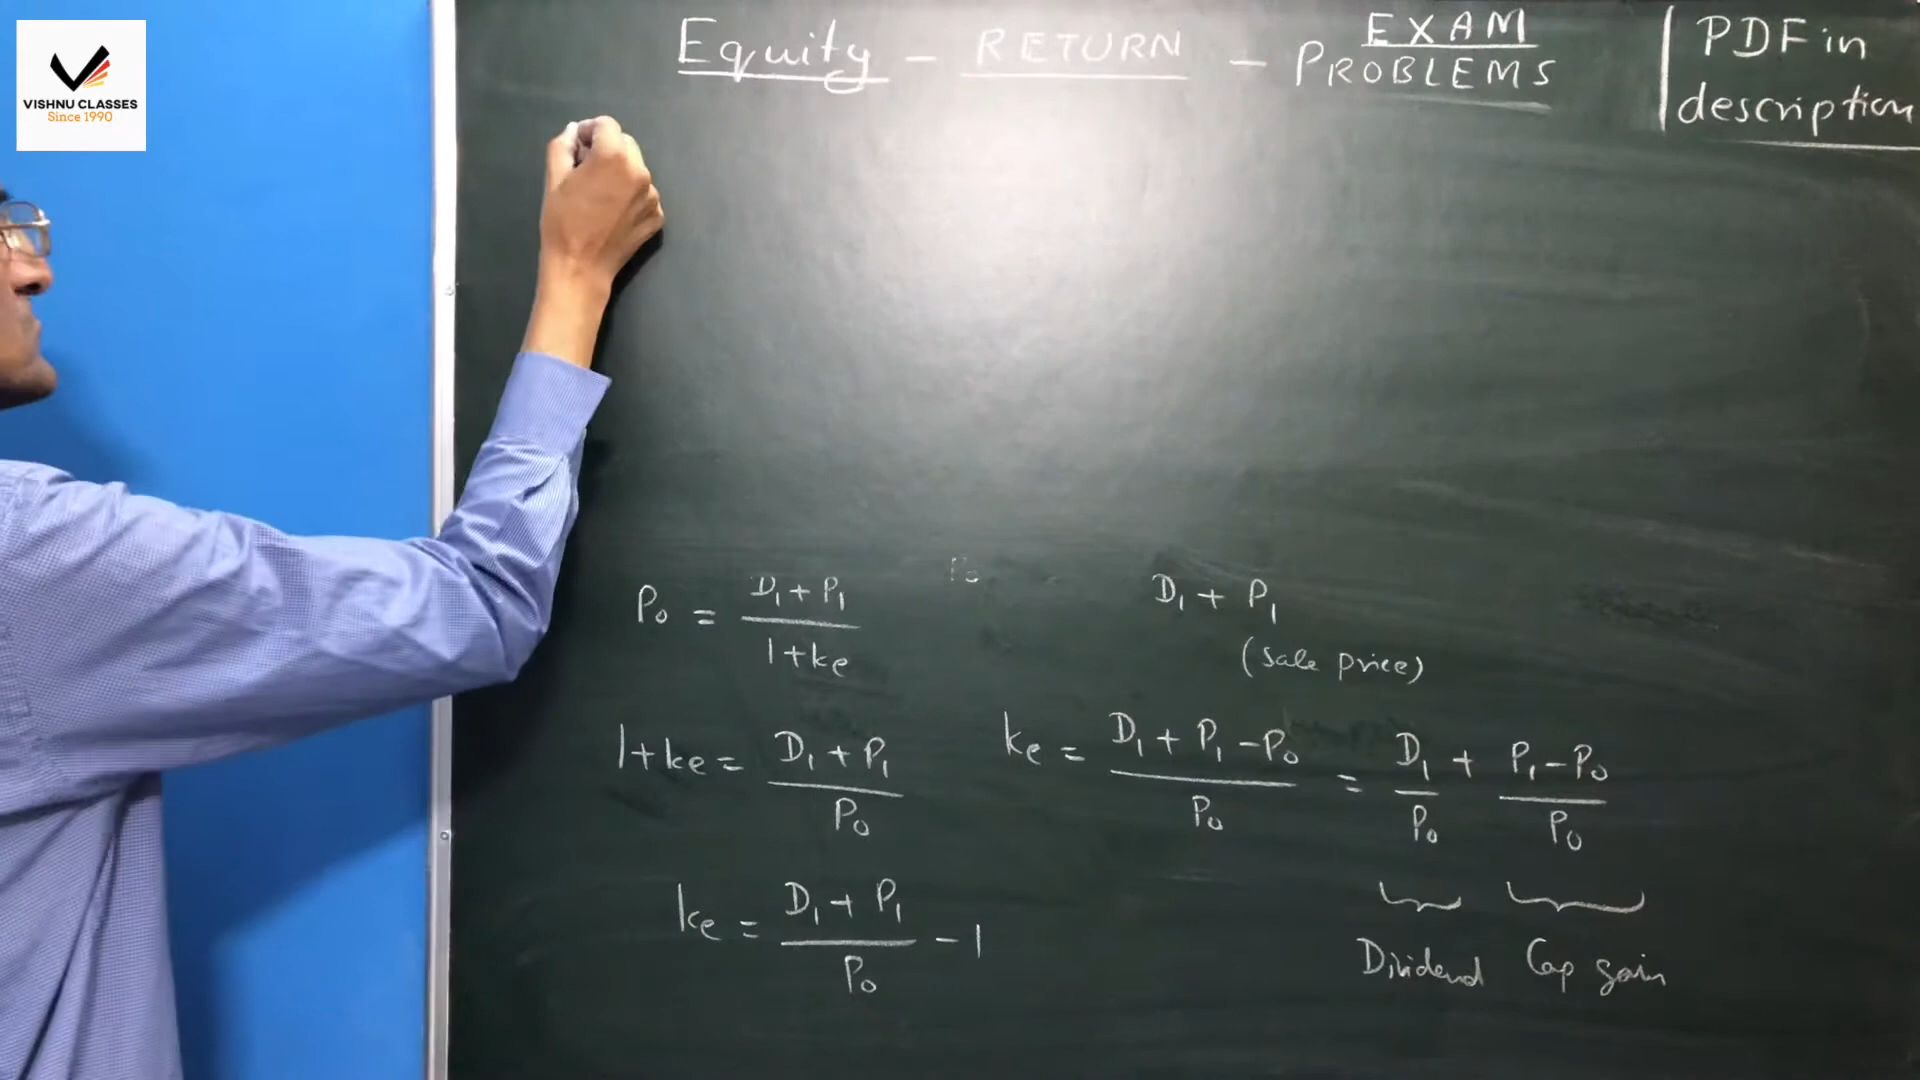 VISHNU CLASSES
Since 1990
Equity - RETURN - EXAM PROBLEMS
PDF in
description
P₀ = (D₁ + P₁) / (1+ke)
P₀
D₁ + P₁
(Sale price)
1+ke = (D₁ + P₁) / P₀
ke = (D₁ + P₁ - P₀) / P₀ = D₁ / P₀ + (P₁ - P₀) / P₀
ke = (D₁ + P₁) / P₀ - 1
Dividend Cap gain